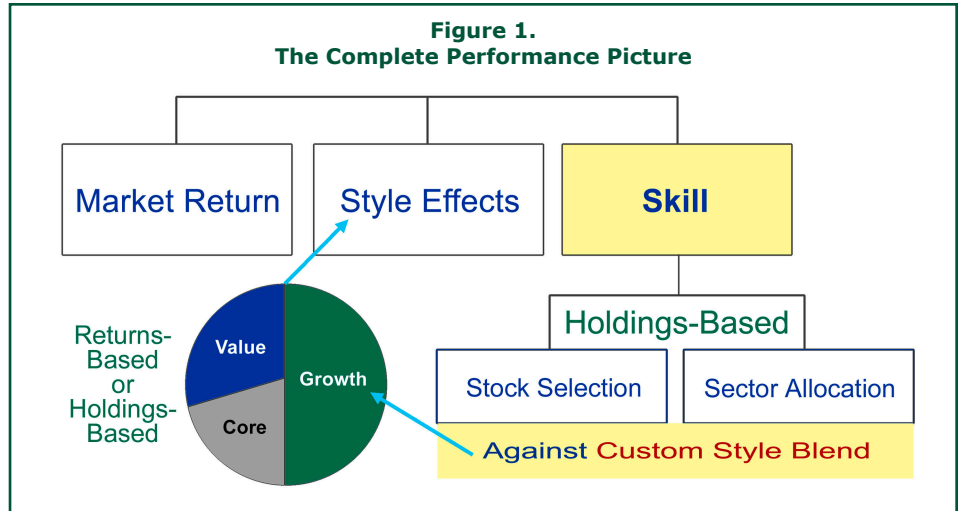 Figure 1.
The Complete Performance Picture
Market Return
Style Effects
Skill
Holdings-Based
Returns-
Based
or
Holdings-
Based
Value
Growth
Core
Stock Selection
Sector Allocation
Against Custom Style Blend